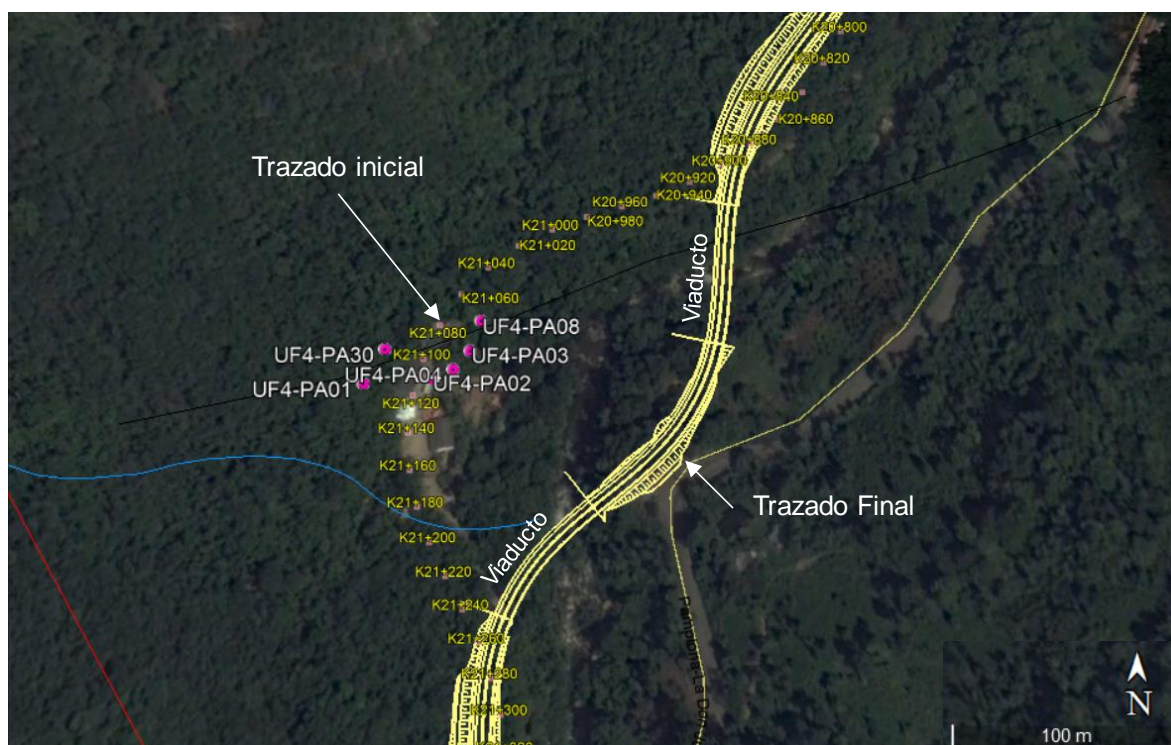 K20+800
K20+820
K20+840
K20+860
K20+880
K20+900
K20+920
K20+940
K20+960
K20+980
K21+000
K21+020
K21+040
K21+060
K21+080
K21+100
K21+120
K21+140
K21+160
K21+180
K21+200
K21+220
K21+240
K21+260
K21+280
K21+300
Trazado inicial
Viaducto
UF4-PA08
UF4-PA30
UF4-PA03
UF4-PA04
UF4-PA01
UF4-PA02
Trazado Final
Viaducto
Pamplona La
N
100 m